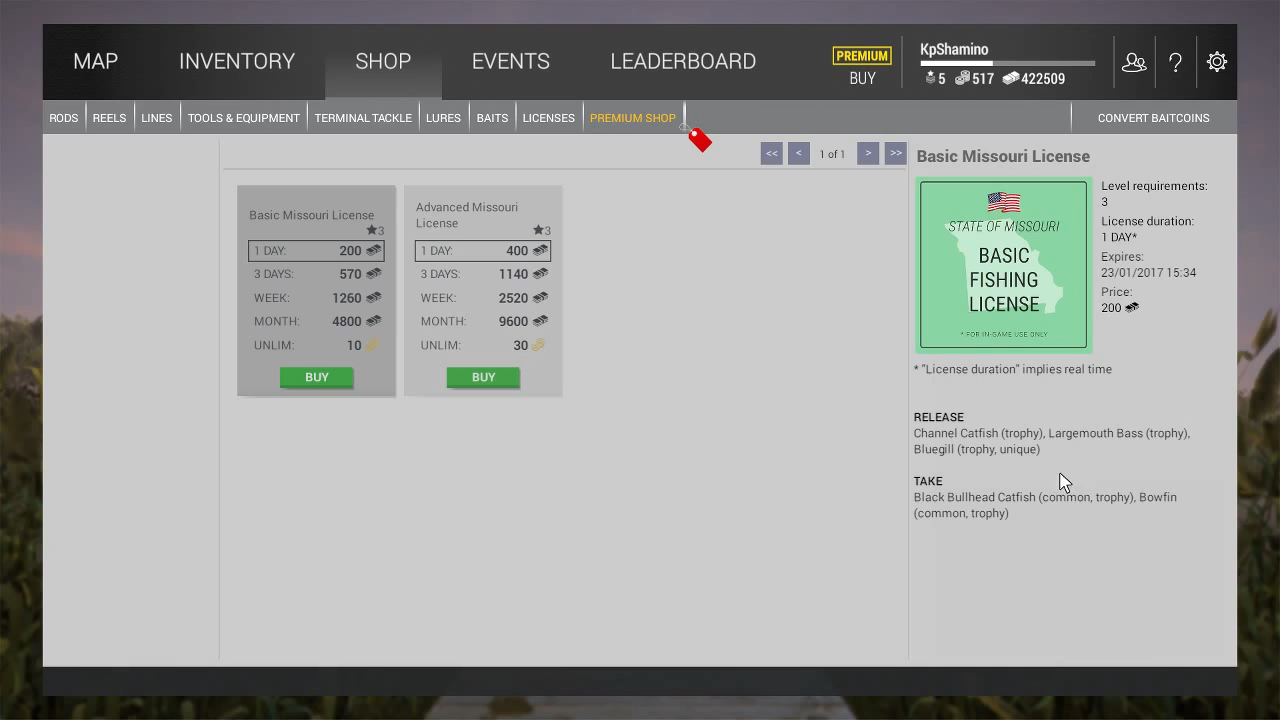 MAP INVENTORY SHOP EVENTS LEADERBOARD
PREMIUM
BUY
KpShamino
5 517 422509
RODS REELS LINES TOOLS & EQUIPMENT TERMINAL TACKLE LURES BAITS LICENSES PREMIUM SHOP CONVERT BAITCOINS
<< < 1 of 1 > >>
Basic Missouri License
3
1 DAY: 200
3 DAYS: 570
WEEK: 1260
MONTH: 4800
UNLIM: 10
BUY
Advanced Missouri
License
3
1 DAY: 400
3 DAYS: 1140
WEEK: 2520
MONTH: 9600
UNLIM: 30
BUY
Basic Missouri License
STATE OF MISSOURI
BASIC
FISHING
LICENSE
* FOR IN-GAME USE ONLY
Level requirements:
3
License duration:
1 DAY*
Expires:
23/01/2017 15:34
Price:
200
* "License duration" implies real time
RELEASE
Channel Catfish (trophy), Largemouth Bass (trophy),
Bluegill (trophy, unique)
TAKE
Black Bullhead Catfish (common, trophy), Bowfin
(common, trophy)